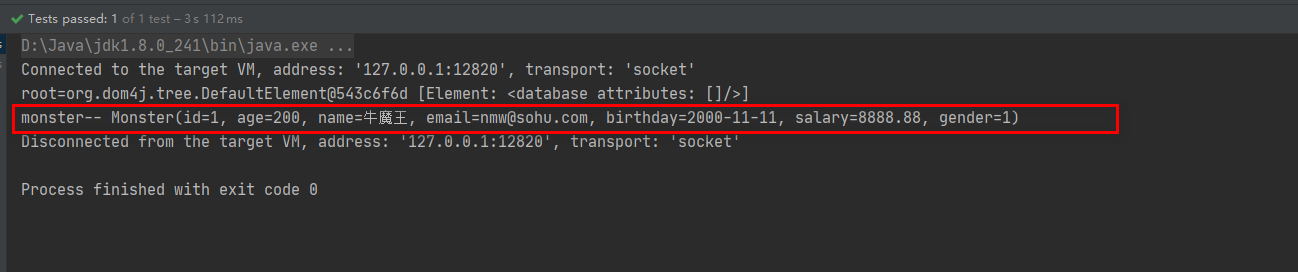 Tests passed: 1 of 1 test – 3 s 112 ms
D:\Java\jdk1.8.0_241\bin\java.exe ...
Connected to the target VM, address: '127.0.0.1:12820', transport: 'socket'
root=org.dom4j.tree.DefaultElement@543c6f6d [Element: <database attributes: []/>]
monster-- Monster(id=1, age=200, name=牛魔王, email=nmw@sohu.com, birthday=2000-11-11, salary=8888.88, gender=1)
Disconnected from the target VM, address: '127.0.0.1:12820', transport: 'socket'
Process finished with exit code 0